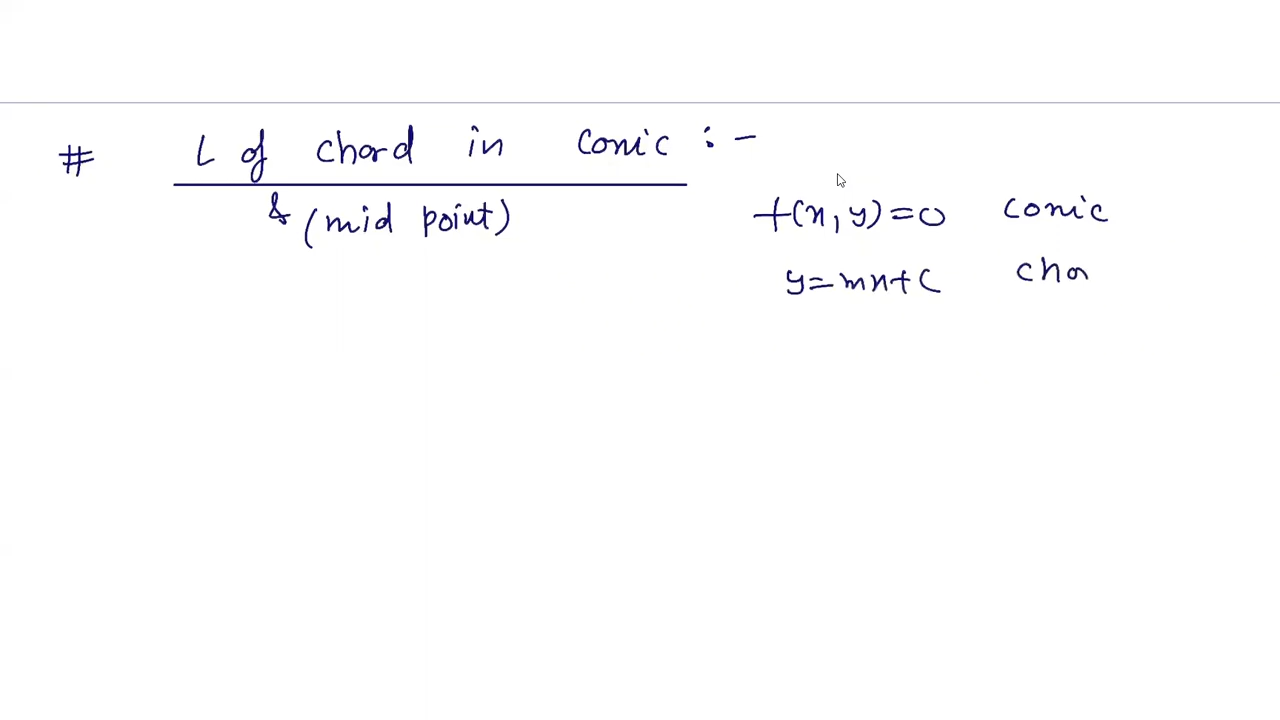 # L of chord in conic :-
& (mid point)
f(x, y) = 0 conic
y = mx + c cho